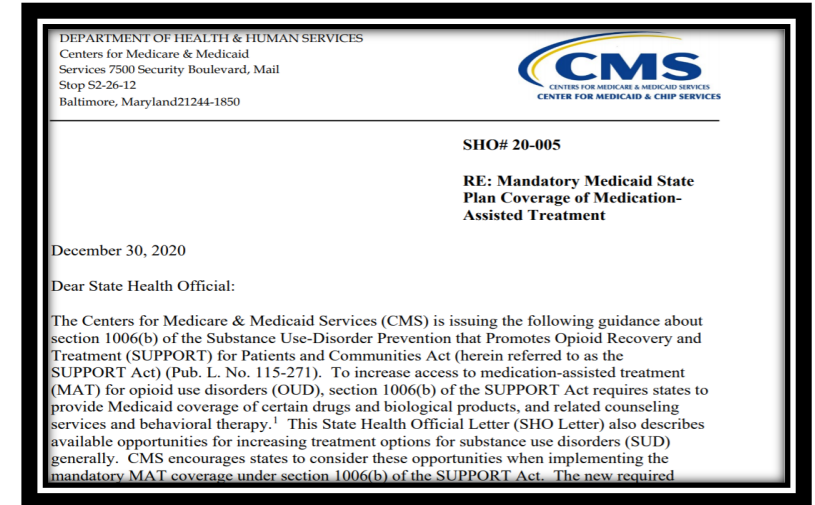 DEPARTMENT OF HEALTH & HUMAN SERVICES
Centers for Medicare & Medicaid
Services 7500 Security Boulevard, Mail
Stop S2-26-12
Baltimore, Maryland21244-1850
CMS
CENTERS FOR MEDICARE & MEDICAID SERVICES
CENTER FOR MEDICAID & CHIP SERVICES
SHO# 20-005
RE: Mandatory Medicaid State
Plan Coverage of Medication-
Assisted Treatment
December 30, 2020
Dear State Health Official:
The Centers for Medicare & Medicaid Services (CMS) is issuing the following guidance about
section 1006(b) of the Substance Use-Disorder Prevention that Promotes Opioid Recovery and
Treatment (SUPPORT) for Patients and Communities Act (herein referred to as the
SUPPORT Act) (Pub. L. No. 115-271).  To increase access to medication-assisted treatment
(MAT) for opioid use disorders (OUD), section 1006(b) of the SUPPORT Act requires states to
provide Medicaid coverage of certain drugs and biological products, and related counseling
services and behavioral therapy.1  This State Health Official Letter (SHO Letter) also describes
available opportunities for increasing treatment options for substance use disorders (SUD)
generally.  CMS encourages states to consider these opportunities when implementing the
mandatory MAT coverage under section 1006(b) of the SUPPORT Act.  The new required